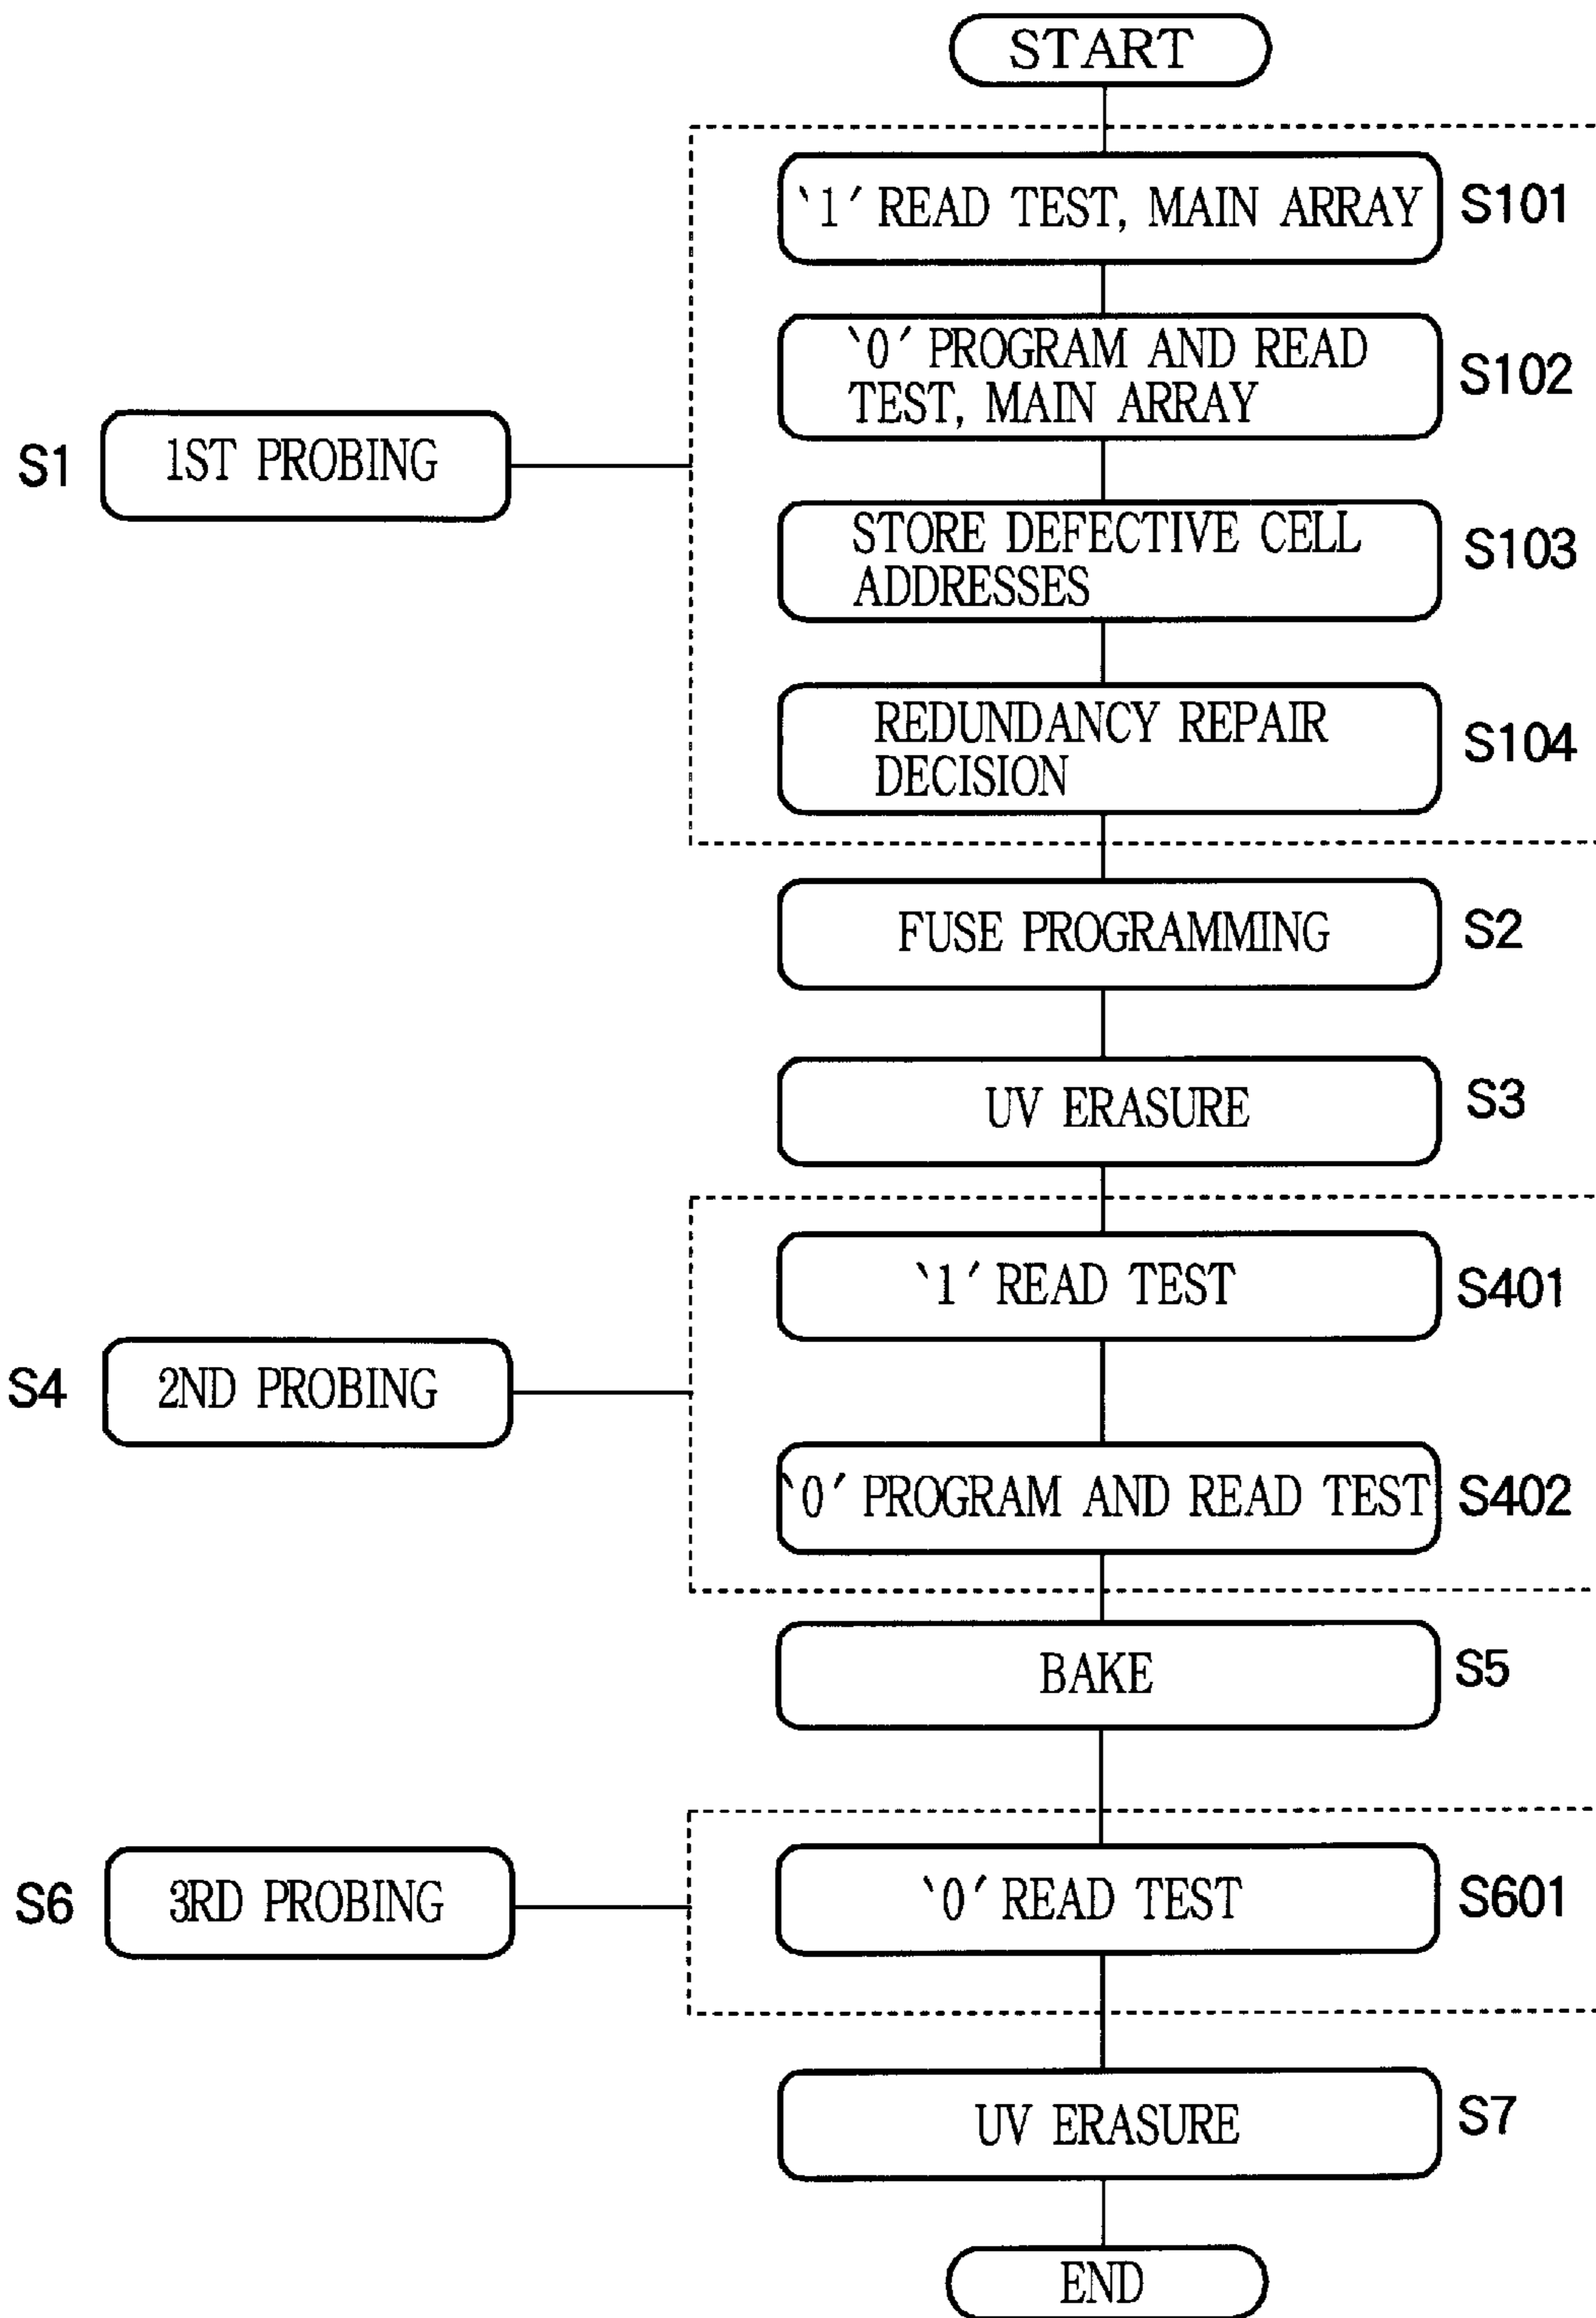 START
`1′ READ TEST, MAIN ARRAY
S101
`0′ PROGRAM AND READ
TEST, MAIN ARRAY
S102
S1
1ST PROBING
STORE DEFECTIVE CELL
ADDRESSES
S103
REDUNDANCY REPAIR
DECISION
S104
FUSE PROGRAMMING
S2
UV ERASURE
S3
`1′ READ TEST
S401
S4
2ND PROBING
`0′ PROGRAM AND READ TEST
S402
BAKE
S5
S6
3RD PROBING
`0′ READ TEST
S601
UV ERASURE
S7
END